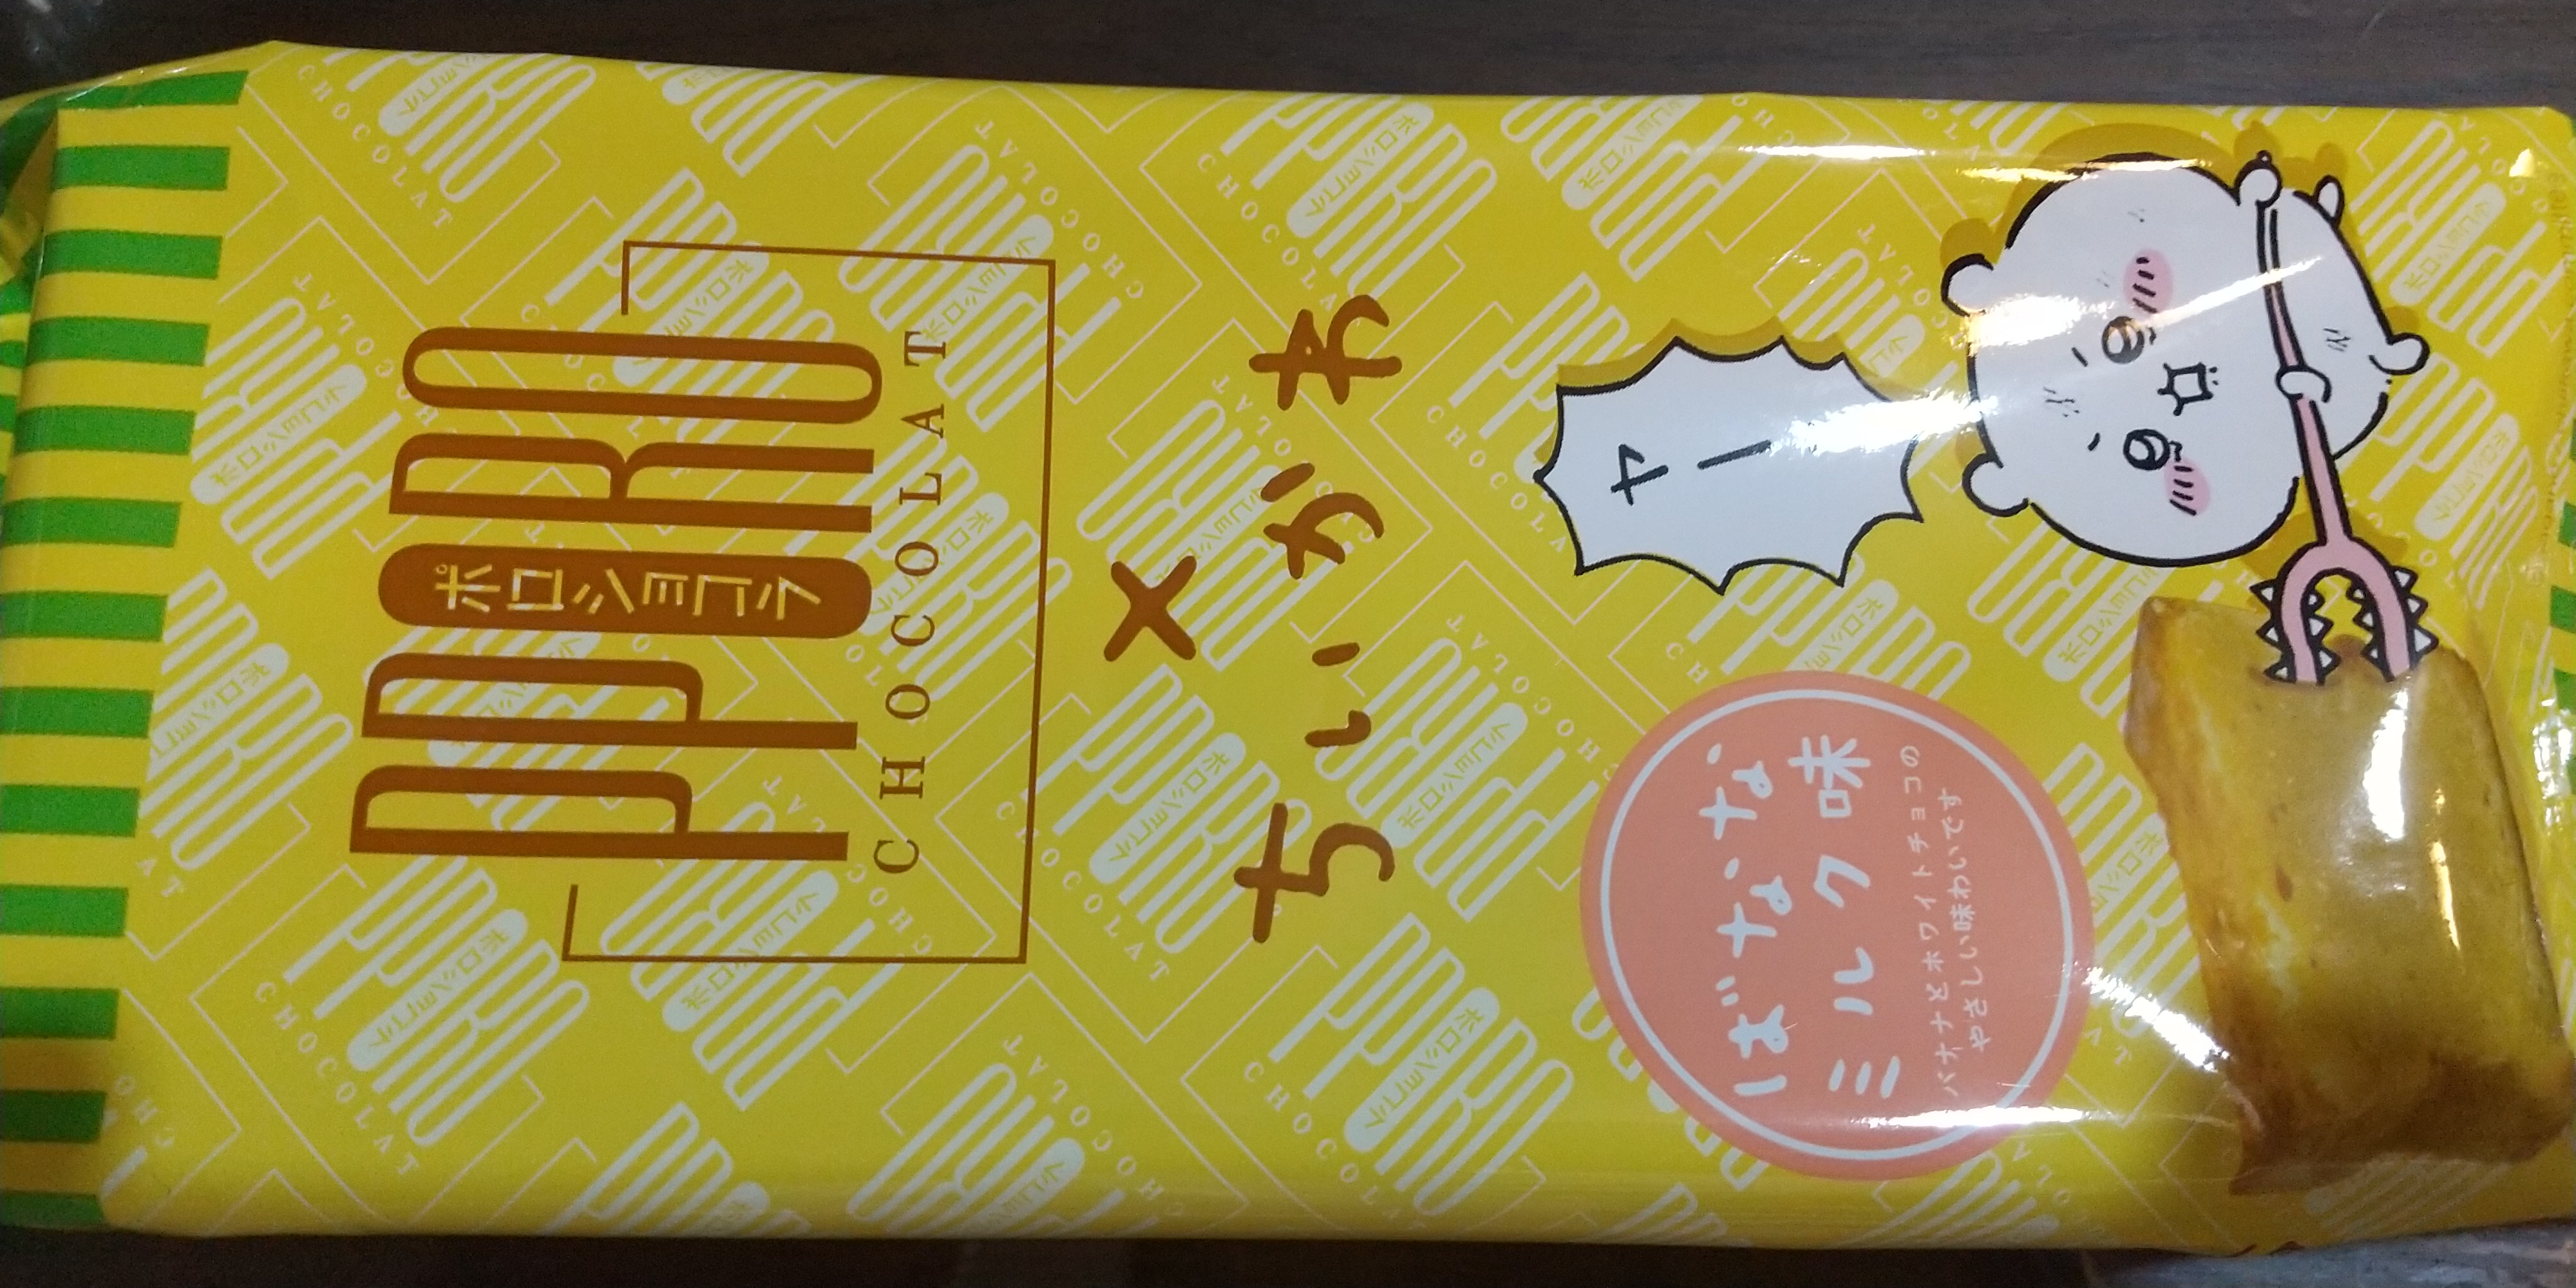 PPORO
ポロショコラ
CHOCOLAT
×
ちいかわ
ヤー
ばななな
ミルク味
バナナとホワイトチョコの
やさしい味わいです